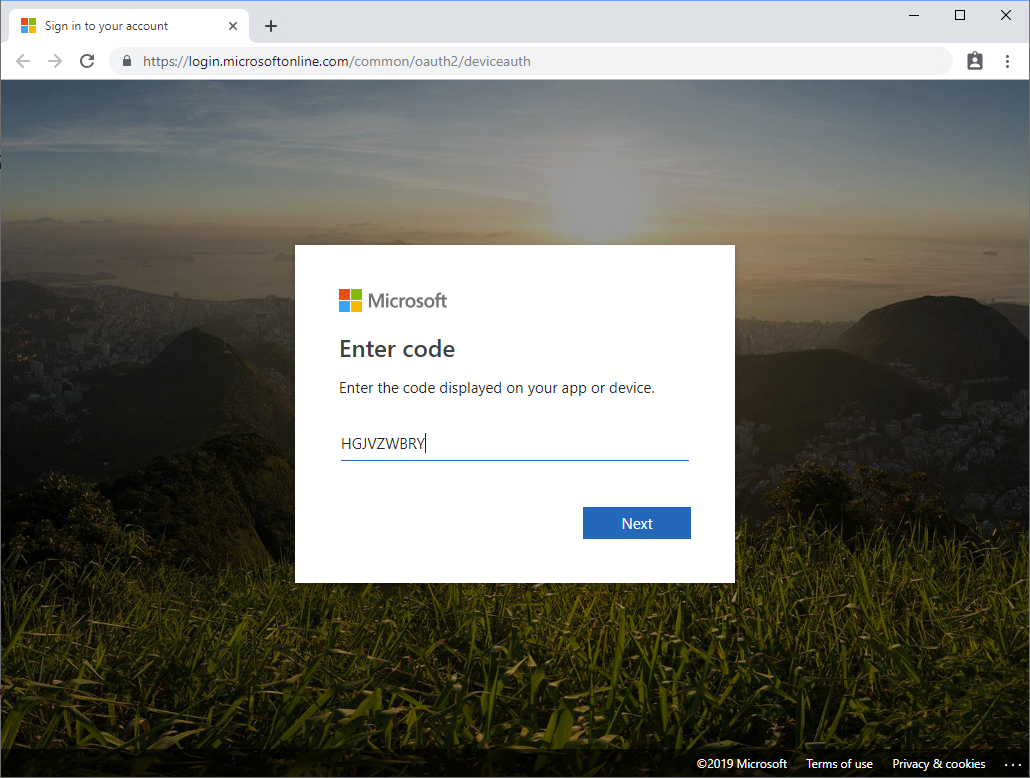 Sign in to your account
https://login.microsoftonline.com/common/oauth2/deviceauth
Microsoft
Enter code
Enter the code displayed on your app or device.
HGJVZWBRY
Next
©2019 Microsoft Terms of use Privacy & cookies ...